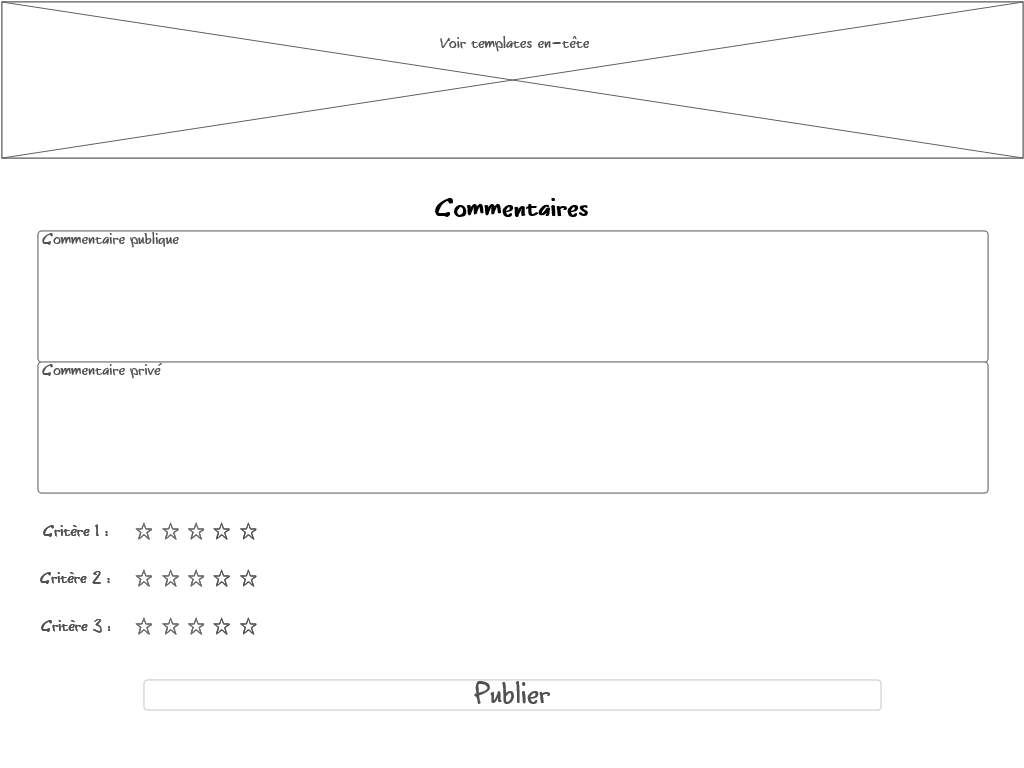 Voir templates en-tête
Commentaires
Commentaire publique
Commentaire privé
Critère 1 :
Critère 2 :
Critère 3 :
Publier